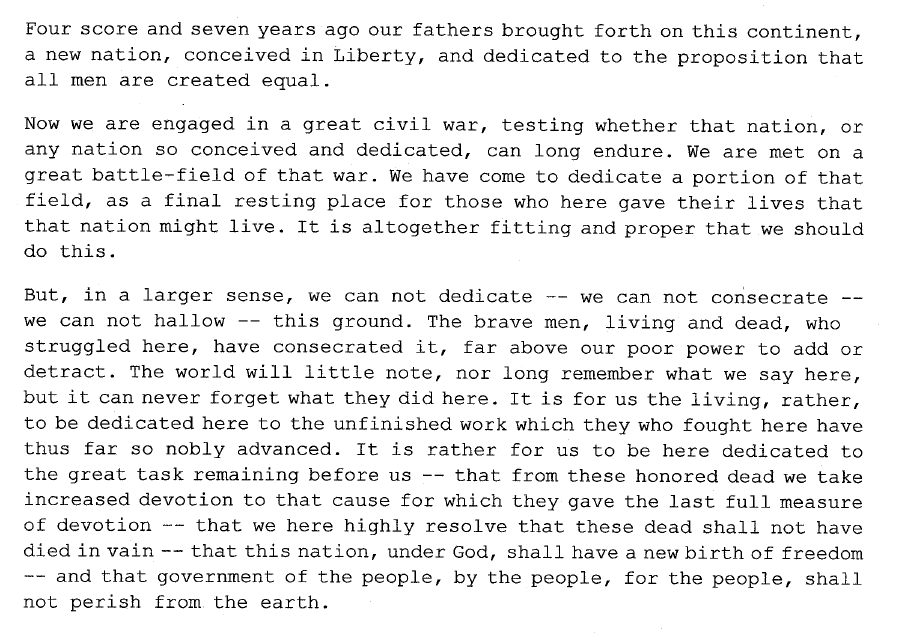 Four score and seven years ago our fathers brought forth on this continent,
a new nation, conceived in Liberty, and dedicated to the proposition that
all men are created equal.
Now we are engaged in a great civil war, testing whether that nation, or
any nation so conceived and dedicated, can long endure. We are met on a
great battle-field of that war. We have come to dedicate a portion of that
field, as a final resting place for those who here gave their lives that
that nation might live. It is altogether fitting and proper that we should
do this.
But, in a larger sense, we can not dedicate -- we can not consecrate --
we can not hallow -- this ground. The brave men, living and dead, who
struggled here, have consecrated it, far above our poor power to add or
detract. The world will little note, nor long remember what we say here,
but it can never forget what they did here. It is for us the living, rather,
to be dedicated here to the unfinished work which they who fought here have
thus far so nobly advanced. It is rather for us to be here dedicated to
the great task remaining before us -- that from these honored dead we take
increased devotion to that cause for which they gave the last full measure
of devotion -- that we here highly resolve that these dead shall not have
died in vain -- that this nation, under God, shall have a new birth of freedom
-- and that government of the people, by the people, for the people, shall
not perish from the earth.